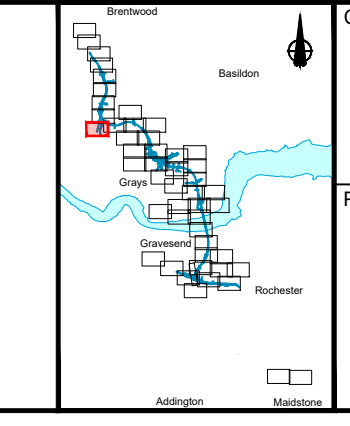 Brentwood
Basildon
Grays
Gravesend
Rochester
Addington
Maidstone